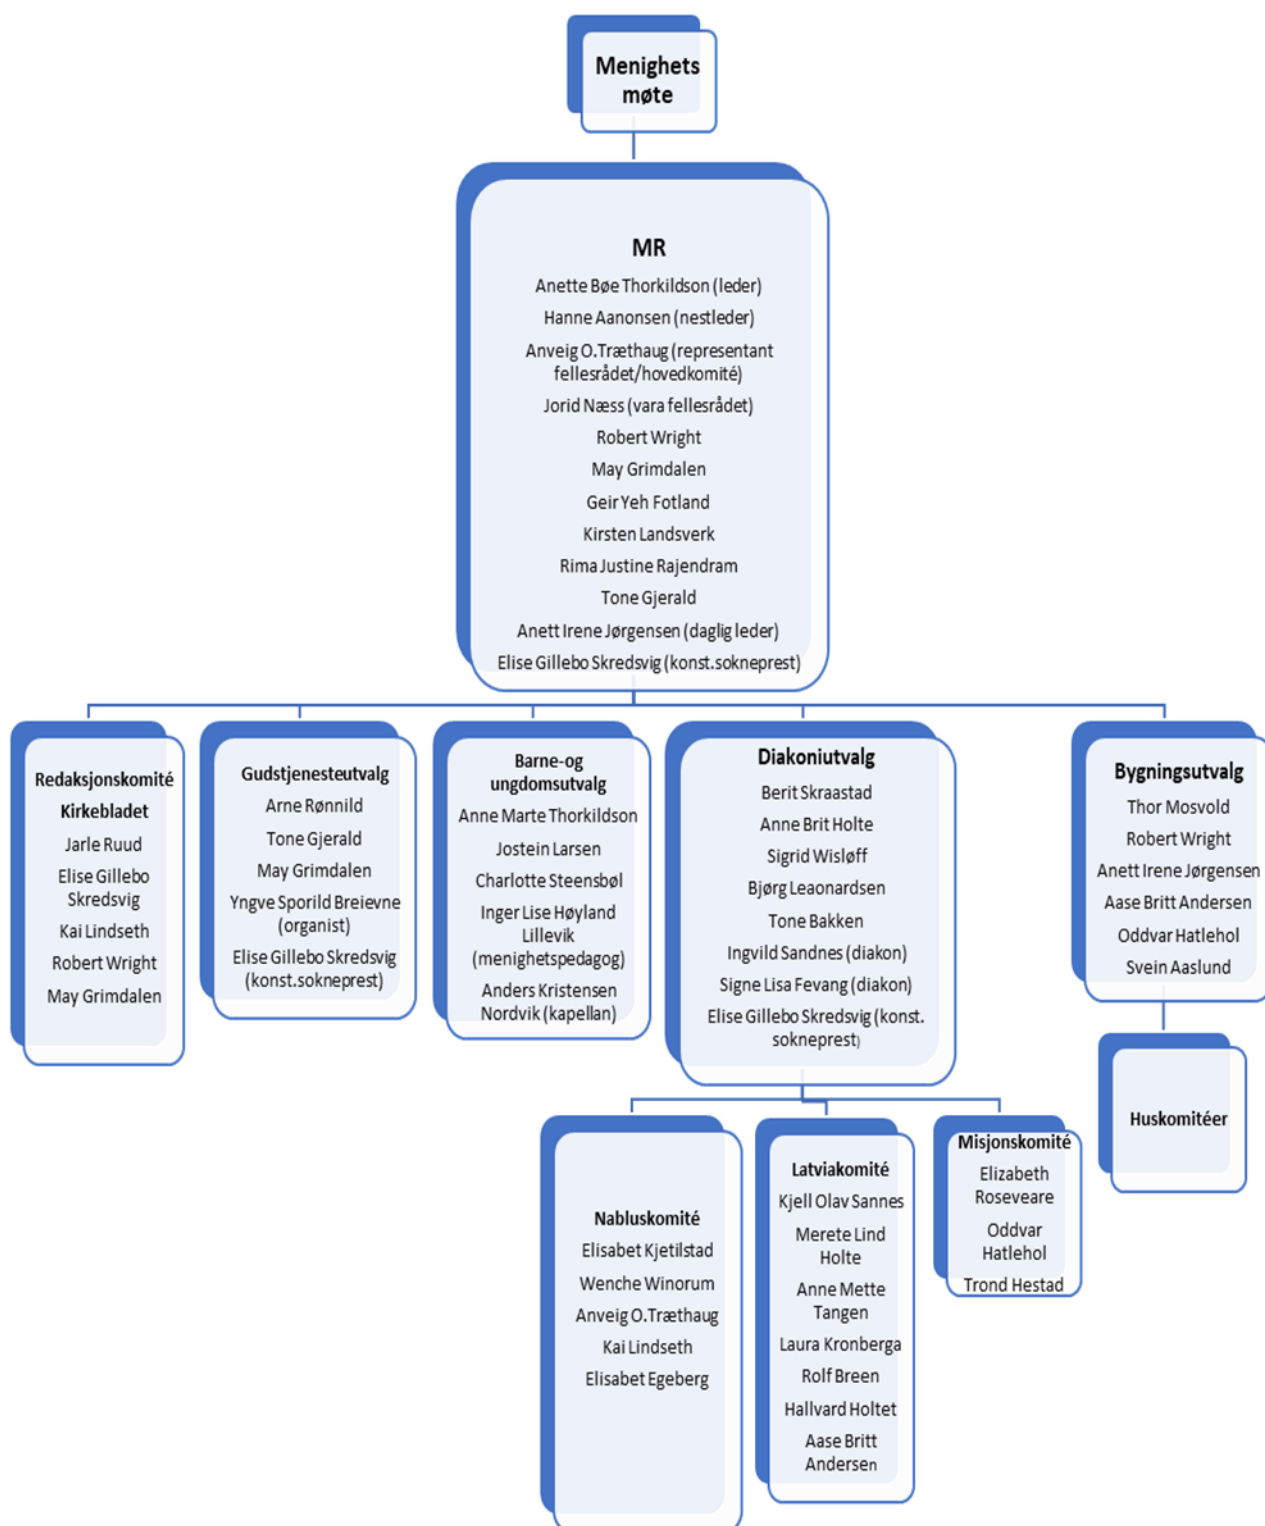 Menighets
møte
MR
Anette Bøe Thorkildson (leder)
Hanne Aanonsen (nestleder)
Anveig O.Træthaug (representant
fellesrådet/hovedkomité)
Jorid Næss (vara fellesrådet)
Robert Wright
May Grimdalen
Geir Yeh Fotland
Kirsten Landsverk
Rima Justine Rajendram
Tone Gjerald
Anett Irene Jørgensen (daglig leder)
Elise Gillebo Skredsvig (konst.sokneprest)
Redaksjonskomité
Kirkebladet
Jarle Ruud
Elise Gillebo
Skredsvig
Kai Lindseth
Robert Wright
May Grimdalen
Gudstjenesteutvalg
Arne Rønnild
Tone Gjerald
May Grimdalen
Yngve Sporild Breievne
(organist)
Elise Gillebo Skredsvig
(konst.sokneprest)
Barne-og
ungdomsutvalg
Anne Marte Thorkildson
Jostein Larsen
Charlotte Steensbøl
Inger Lise Høyland
Lillevik
(menighetspedagog)
Anders Kristensen
Nordvik (kapellan)
Diakoniutvalg
Berit Skraastad
Anne Brit Holte
Sigrid Wisløff
Bjørg Leaonardsen
Tone Bakken
Ingvild Sandnes (diakon)
Signe Lisa Fevang (diakon)
Elise Gillebo Skredsvig (konst.
sokneprest)
Bygningsutvalg
Thor Mosvold
Robert Wright
Anett Irene Jørgensen
Aase Britt Andersen
Oddvar Hatlehol
Svein Aaslund
Huskomitéer
Nabluskomité
Elisabet Kjetilstad
Wenche Winorum
Anveig O.Træthaug
Kai Lindseth
Elisabet Egeberg
Latviakomité
Kjell Olav Sannes
Merete Lind
Holte
Anne Mette
Tangen
Laura Kronberga
Rolf Breen
Hallvard Holtet
Aase Britt
Andersen
Misjonskomité
Elizabeth
Roseveare
Oddvar
Hatlehol
Trond Hestad